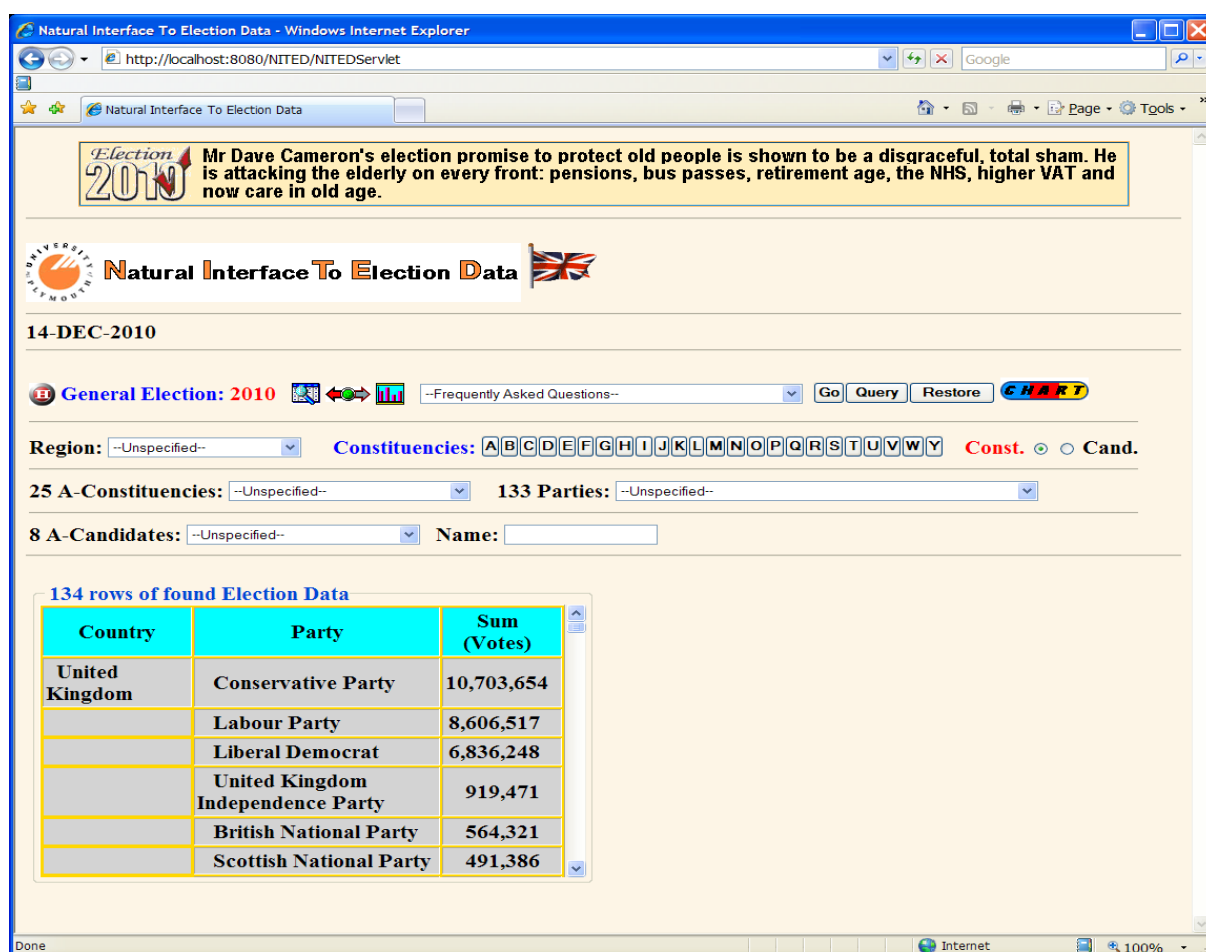 Natural Interface To Election Data - Windows Internet Explorer
http://localhost:8080/NITED/NITEDServlet
Google
Natural Interface To Election Data
Page
Tools
Election 2010
Mr Dave Cameron's election promise to protect old people is shown to be a disgraceful, total sham. He
is attacking the elderly on every front: pensions, bus passes, retirement age, the NHS, higher VAT and
now care in old age.
UNIVERSITY PLYMOUTH
Natural Interface To Election Data
14-DEC-2010
General Election: 2010 --Frequently Asked Questions-- Go Query Restore CHART
Region: --Unspecified-- Constituencies: A B C D E F G H I J K L M N O P Q R S T U V W Y Const. Cand.
25 A-Constituencies: --Unspecified-- 133 Parties: --Unspecified--
8 A-Candidates: --Unspecified-- Name:
134 rows of found Election Data
Country Party Sum (Votes)
United Kingdom Conservative Party 10,703,654
Labour Party 8,606,517
Liberal Democrat 6,836,248
United Kingdom Independence Party 919,471
British National Party 564,321
Scottish National Party 491,386
Done Internet 100%